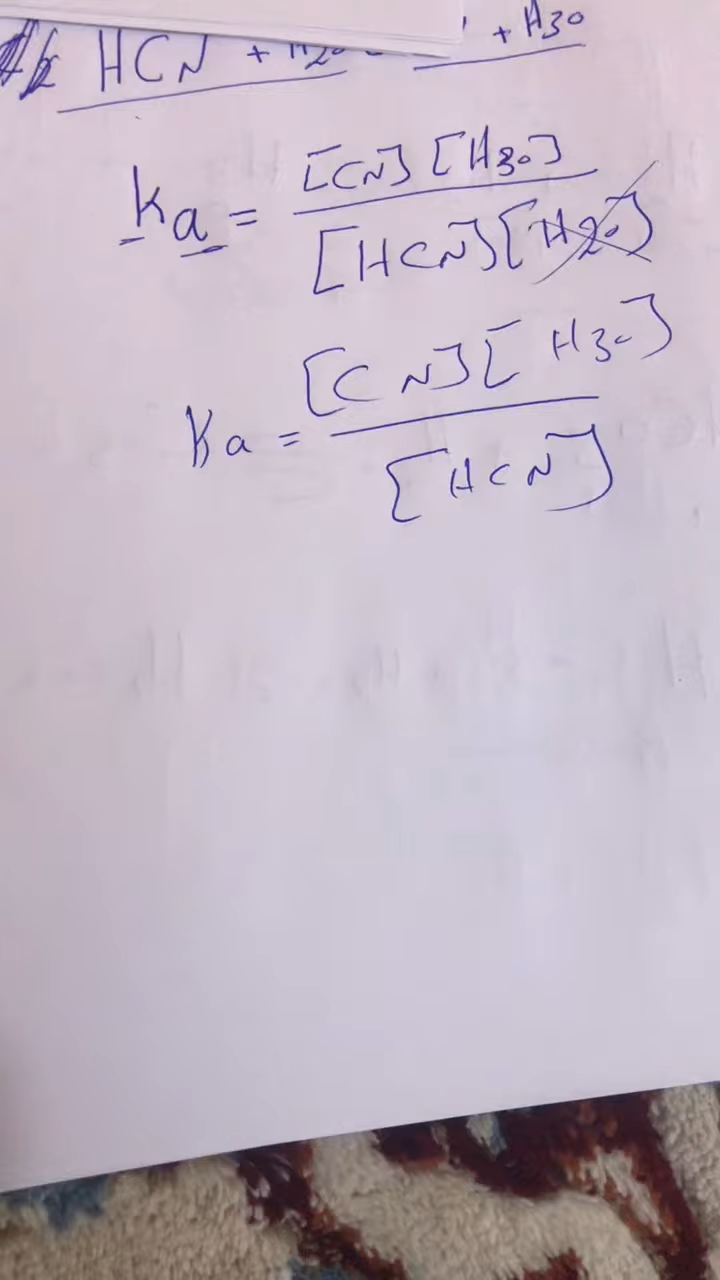 HCN + H2O + H3O
Ka = [CN] [H3O]
[HCN] [H2O]
Ka = [CN] [H3O]
[HCN]